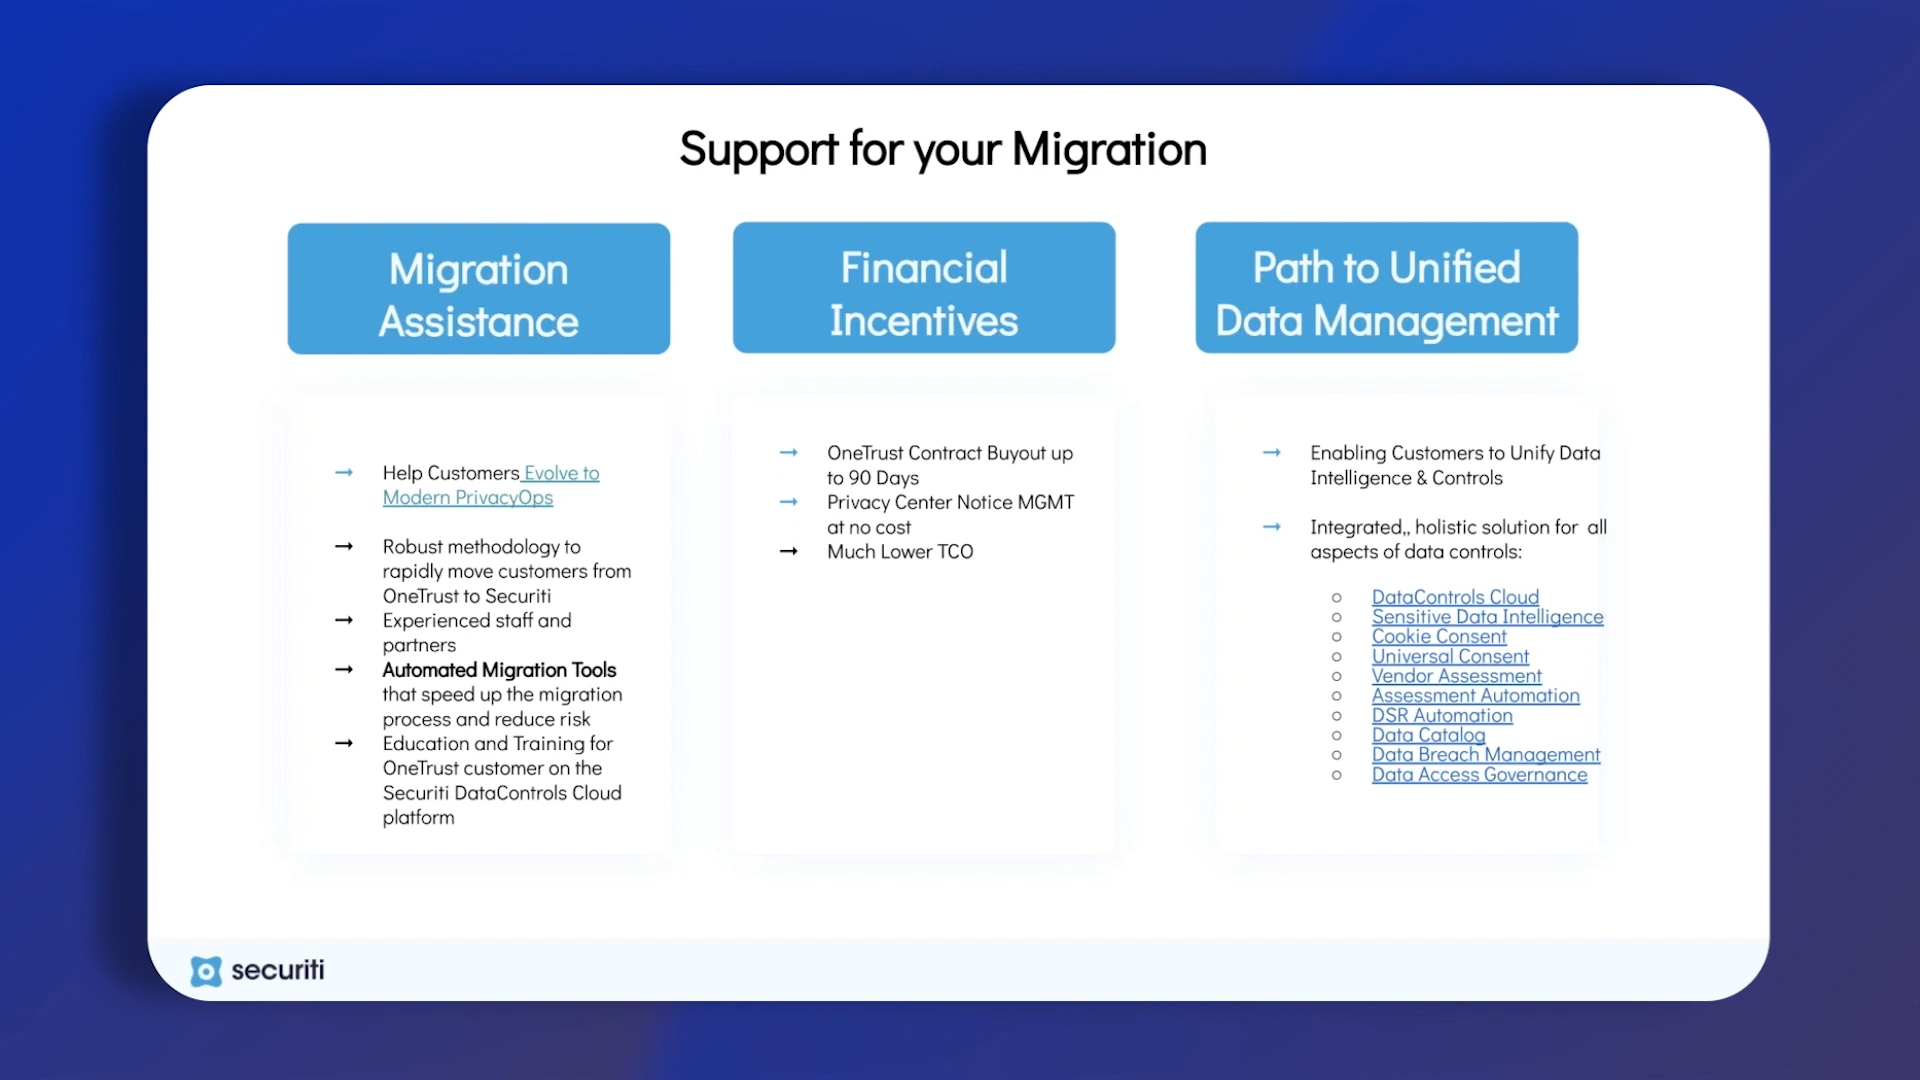 Support for your Migration
Migration
Assistance
Financial
Incentives
Path to Unified
Data Management
→ Help Customers Evolve to
Modern PrivacyOps
→ Robust methodology to
rapidly move customers from
OneTrust to Securiti
→ Experienced staff and
partners
→ Automated Migration Tools
that speed up the migration
process and reduce risk
→ Education and Training for
OneTrust customer on the
Securiti DataControls Cloud
platform
→ OneTrust Contract Buyout up
to 90 Days
→ Privacy Center Notice MGMT
at no cost
→ Much Lower TCO
→ Enabling Customers to Unify Data
Intelligence & Controls
→ Integrated,, holistic solution for all
aspects of data controls:
○ DataControls Cloud
○ Sensitive Data Intelligence
○ Cookie Consent
○ Universal Consent
○ Vendor Assessment
○ Assessment Automation
○ DSR Automation
○ Data Catalog
○ Data Breach Management
○ Data Access Governance
securiti